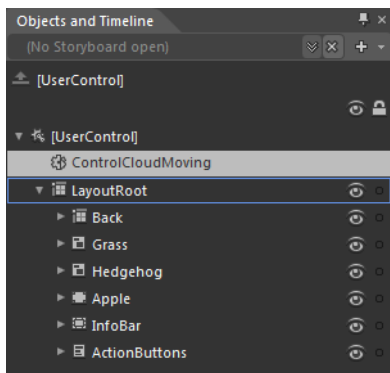 Objects and Timeline
(No Storyboard open)
[UserControl]
[UserControl]
ControlCloudMoving
LayoutRoot
Back
Grass
Hedgehog
Apple
InfoBar
ActionButtons